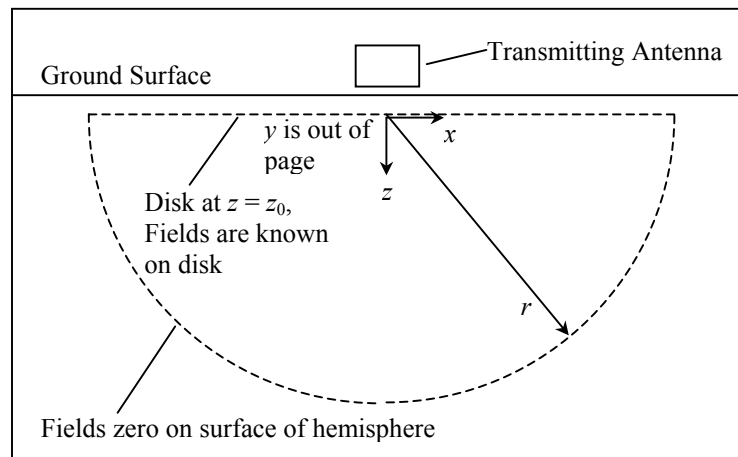 Transmitting Antenna
Ground Surface
y is out of
page
x
z
Disk at z = z₀,
Fields are known
on disk
r
Fields zero on surface of hemisphere